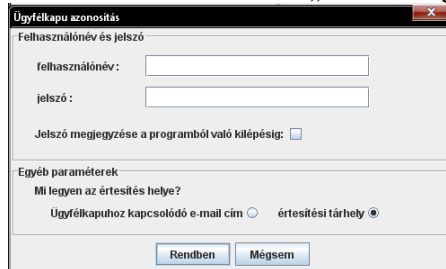 Ügyfélkapu azonosítás
Felhasználónév és jelszó
felhasználónév :
jelszó :
Jelszó megjegyzése a programból való kilépésig:
Egyéb paraméterek
Mi legyen az értesítés helye?
Ügyfélkapuhoz kapcsolódó e-mail cím értesítési tárhely
Rendben Mégsem